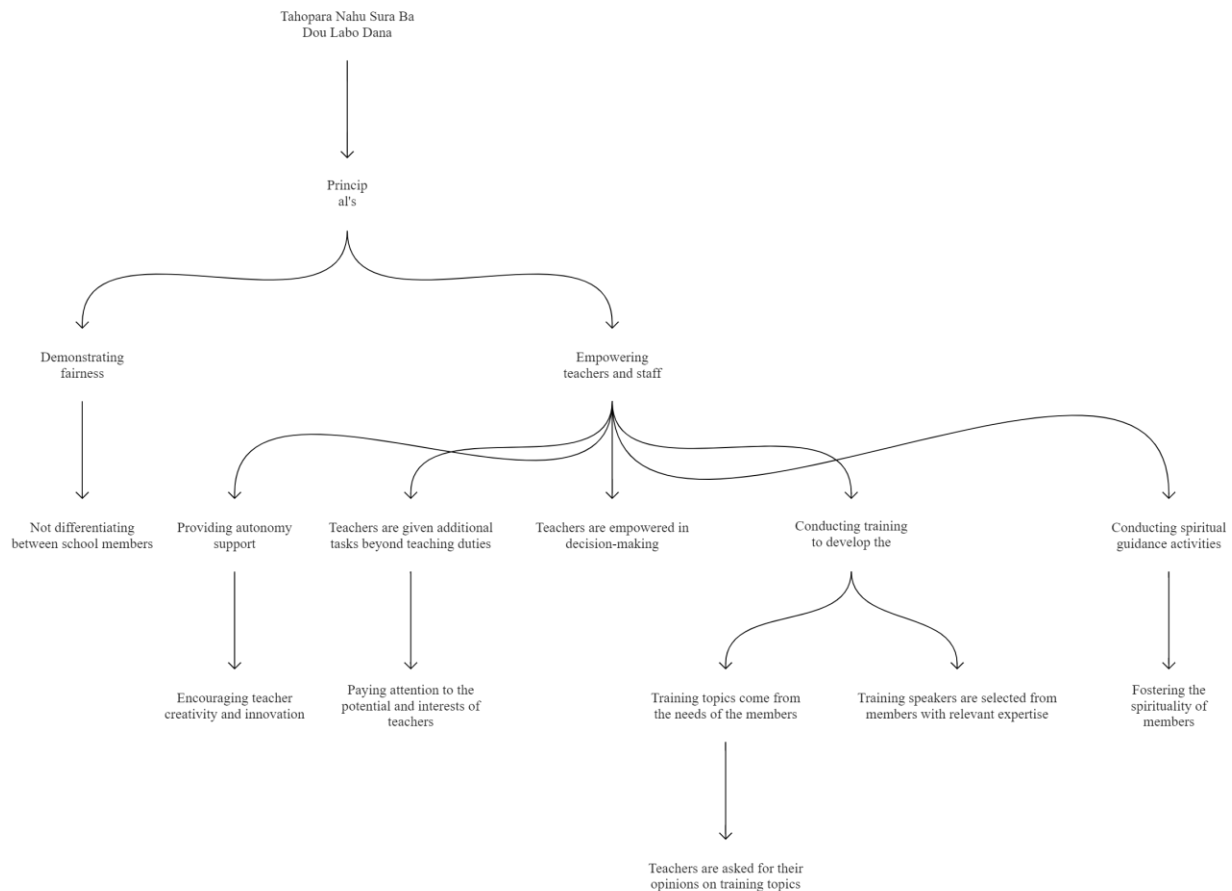 Tahopara Nahu Sura Ba
Dou Labo Dana
Princip
al's
Demonstrating
fairness
Empowering
teachers and staff
Not differentiating
between school members
Providing autonomy
support
Teachers are given additional
tasks beyond teaching duties
Teachers are empowered in
decision-making
Conducting training
to develop the
Conducting spiritual
guidance activities
Encouraging teacher
creativity and innovation
Paying attention to the
potential and interests of
teachers
Training topics come from
the needs of the members
Training speakers are selected from
members with relevant expertise
Fostering the
spirituality of
members
Teachers are asked for their
opinions on training topics